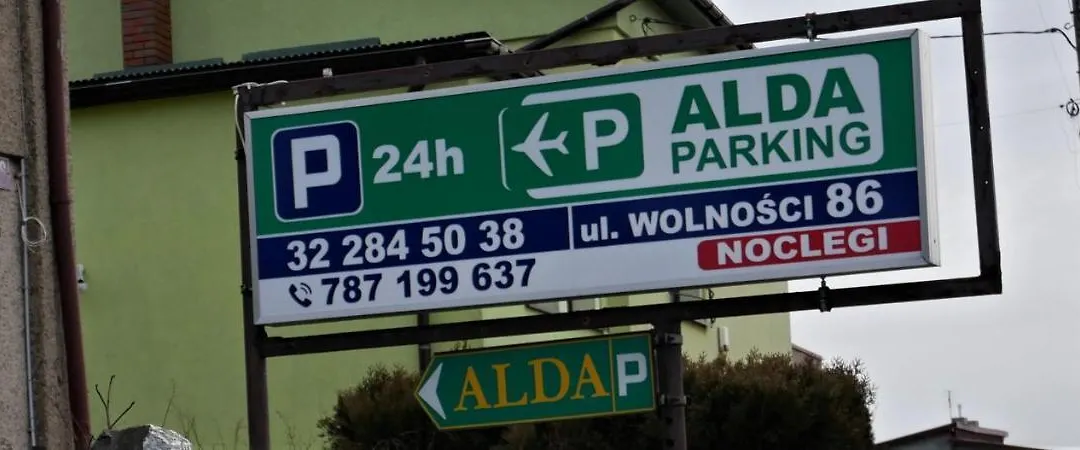 P 24h P ALDA
PARKING
32 284 50 38 ul. WOLNOŚCI 86
787 199 637 NOCLEGI
ALDA P